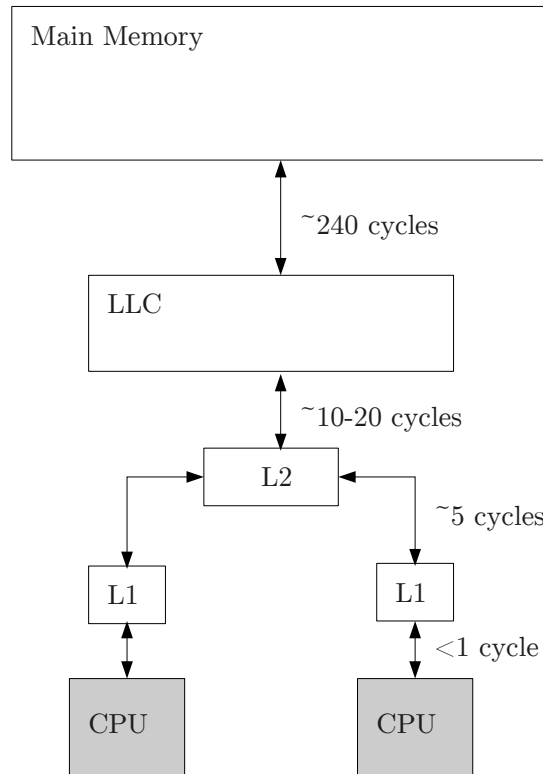 Main Memory
~240 cycles
LLC
~10-20 cycles
L2
~5 cycles
L1
L1
<1 cycle
CPU
CPU